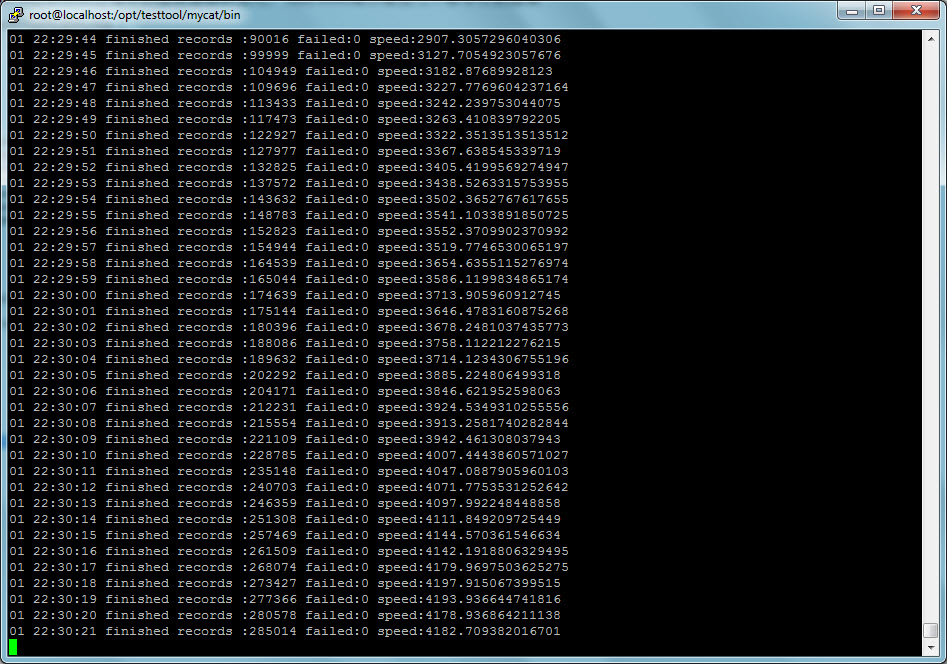 root@localhost:/opt/testtool/mycat/bin
01 22:29:44 finished records :90016 failed:0 speed:2907.3057296040306
01 22:29:45 finished records :99999 failed:0 speed:3127.7054923057676
01 22:29:46 finished records :104949 failed:0 speed:3182.87689928123
01 22:29:47 finished records :109696 failed:0 speed:3227.7769604237164
01 22:29:48 finished records :113433 failed:0 speed:3242.239753044075
01 22:29:49 finished records :117473 failed:0 speed:3263.410839792205
01 22:29:50 finished records :122927 failed:0 speed:3322.3513513513512
01 22:29:51 finished records :127977 failed:0 speed:3367.638545339719
01 22:29:52 finished records :132825 failed:0 speed:3405.4199569274947
01 22:29:53 finished records :137572 failed:0 speed:3438.5263315753955
01 22:29:54 finished records :143632 failed:0 speed:3502.3652767617655
01 22:29:55 finished records :148783 failed:0 speed:3541.1033891850725
01 22:29:56 finished records :152823 failed:0 speed:3552.3709902370992
01 22:29:57 finished records :154944 failed:0 speed:3519.7746530065197
01 22:29:58 finished records :164539 failed:0 speed:3654.6355115276974
01 22:29:59 finished records :165044 failed:0 speed:3586.1199834865174
01 22:30:00 finished records :174639 failed:0 speed:3713.905960912745
01 22:30:01 finished records :175144 failed:0 speed:3646.4783160875268
01 22:30:02 finished records :180396 failed:0 speed:3678.2481037435773
01 22:30:03 finished records :188086 failed:0 speed:3758.112212276215
01 22:30:04 finished records :189632 failed:0 speed:3714.1234306755196
01 22:30:05 finished records :202292 failed:0 speed:3885.224806499318
01 22:30:06 finished records :204171 failed:0 speed:3846.621952598063
01 22:30:07 finished records :212231 failed:0 speed:3924.5349310255556
01 22:30:08 finished records :215554 failed:0 speed:3913.2581740282844
01 22:30:09 finished records :221109 failed:0 speed:3942.461308037943
01 22:30:10 finished records :228785 failed:0 speed:4007.4443860571027
01 22:30:11 finished records :235148 failed:0 speed:4047.0887905960103
01 22:30:12 finished records :240703 failed:0 speed:4071.7753531252642
01 22:30:13 finished records :246359 failed:0 speed:4097.992248448858
01 22:30:14 finished records :251308 failed:0 speed:4111.849209725449
01 22:30:15 finished records :257469 failed:0 speed:4144.570361546634
01 22:30:16 finished records :261509 failed:0 speed:4142.1918806329495
01 22:30:17 finished records :268074 failed:0 speed:4179.9697503625275
01 22:30:18 finished records :273427 failed:0 speed:4197.915067399515
01 22:30:19 finished records :277366 failed:0 speed:4193.936644741816
01 22:30:20 finished records :280578 failed:0 speed:4178.936864211138
01 22:30:21 finished records :285014 failed:0 speed:4182.709382016701